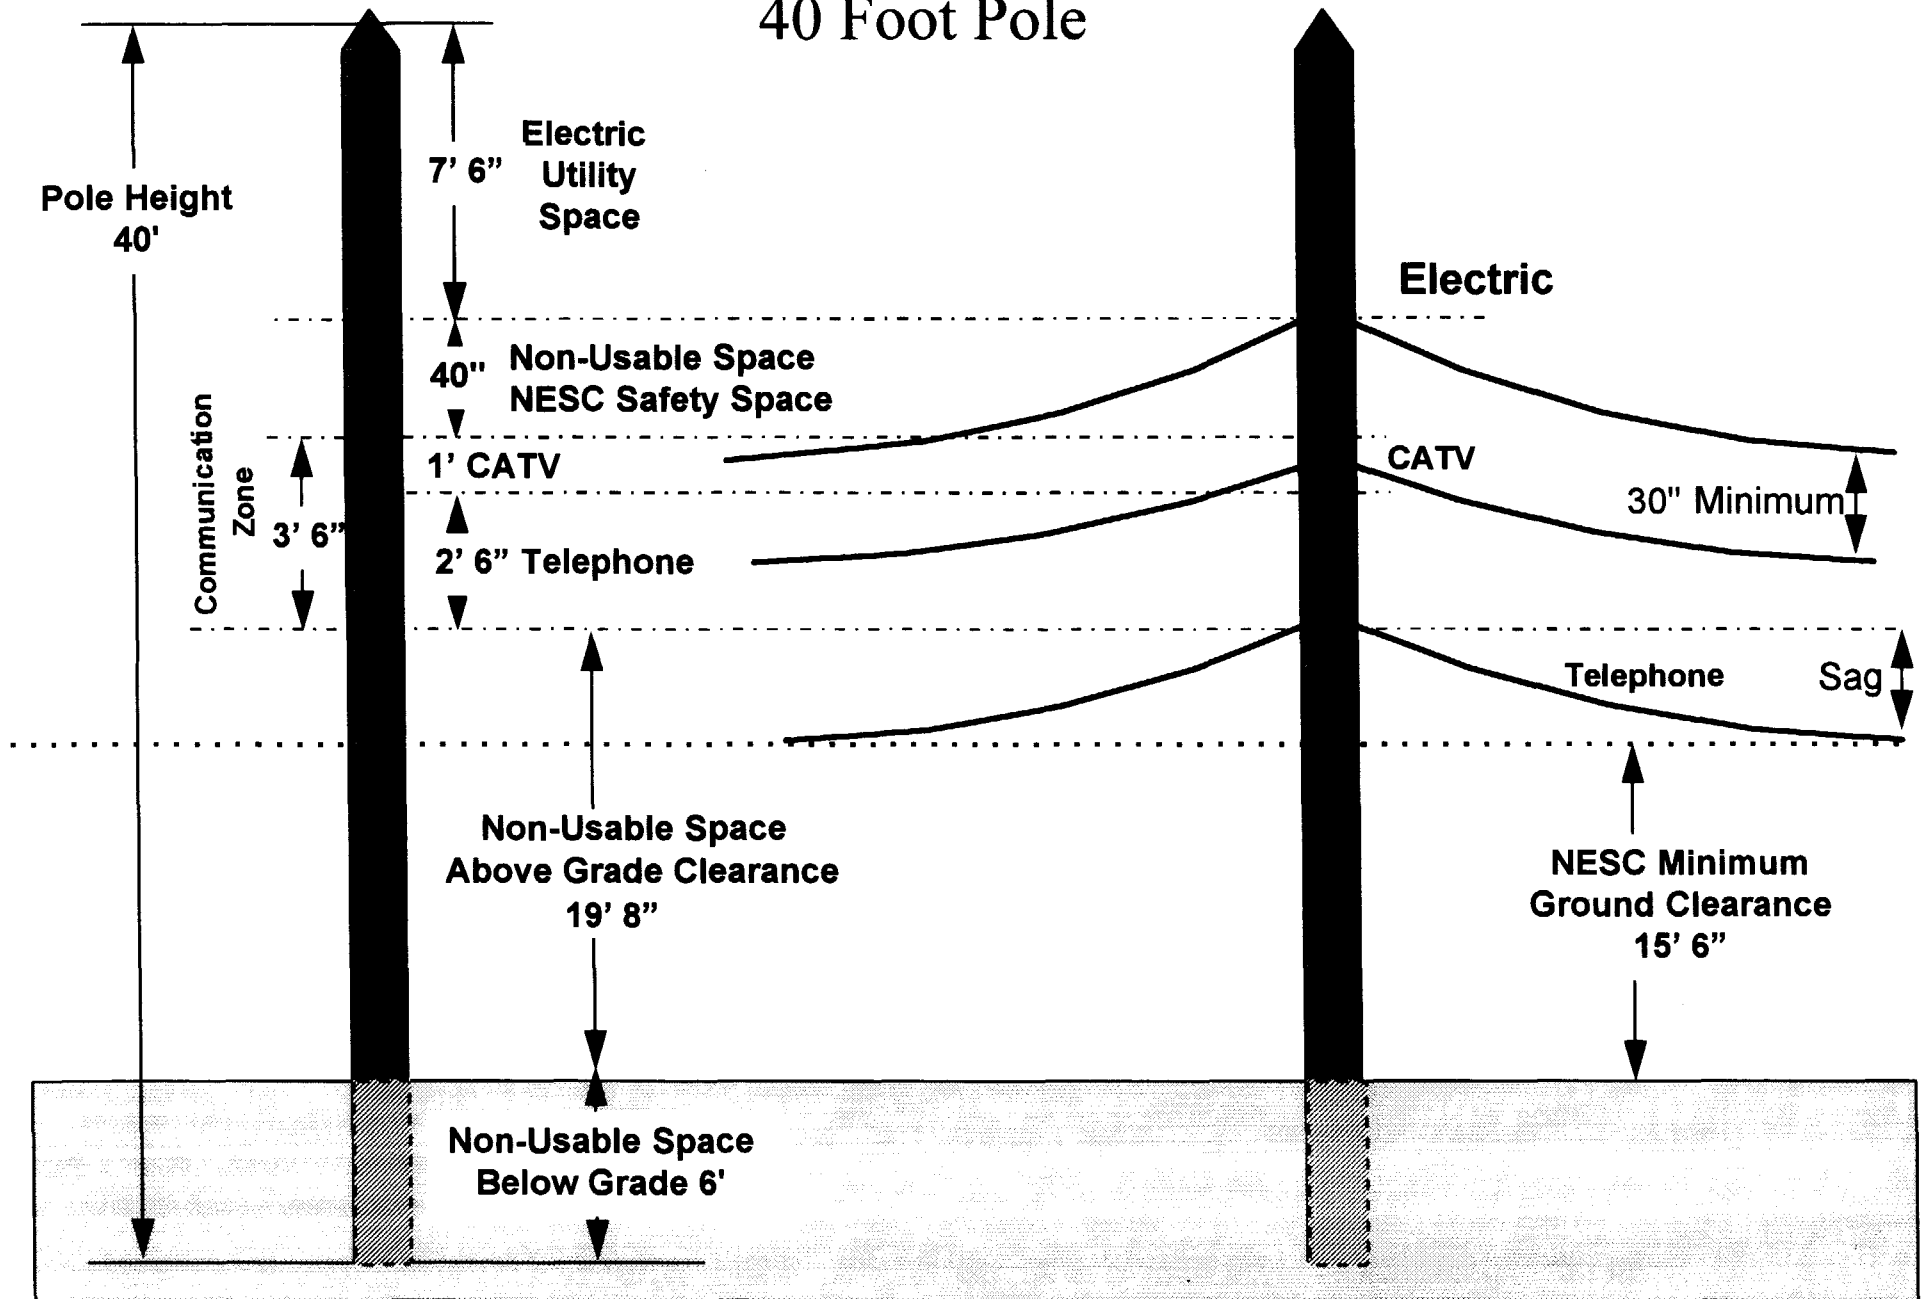 40 Foot Pole
Pole Height
40'
7’ 6”
Electric
Utility
Space
Electric
40"
Non-Usable Space
NESC Safety Space
Communication
Zone
3’ 6”
1’ CATV
CATV
30" Minimum
2’ 6” Telephone
Telephone
Sag
Non-Usable Space
Above Grade Clearance
19’ 8”
NESC Minimum
Ground Clearance
15’ 6”
Non-Usable Space
Below Grade 6'